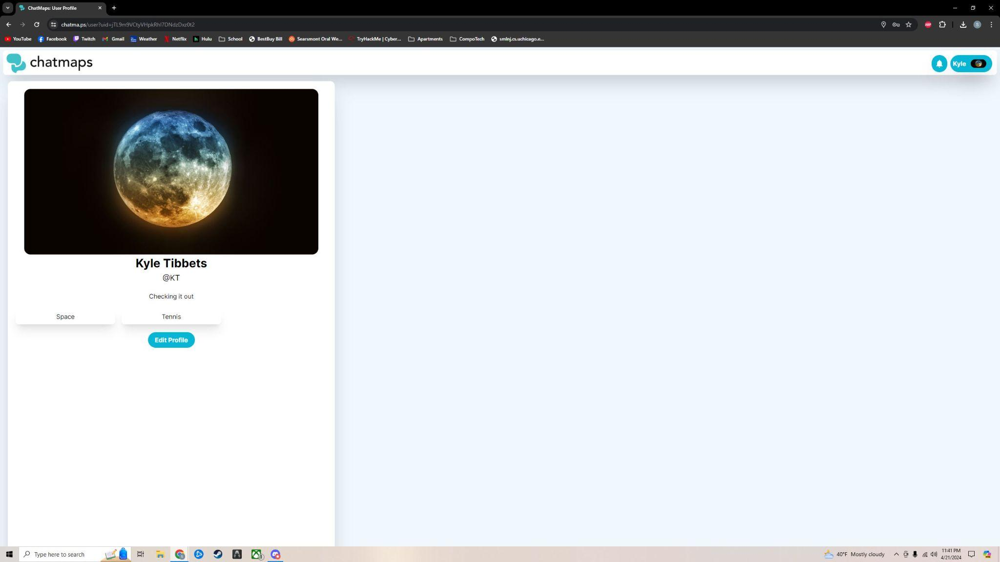 ChatMaps: User Profile
chatma.ps/user?uid=jTL9m9VCtyVHpkRhI7DNdzDxz0t2
ABP
S
YouTube Facebook Twitch Gmail Weather Netflix Hulu School BestBuy Bill Searsmont Oral We... TryHackMe | Cyber... Apartments CompoTech smlnj.cs.uchicago.e...
chatmaps
Kyle
Kyle Tibbets
@KT
Checking it out
Space Tennis
Edit Profile
Type here to search
40°F Mostly cloudy
11:41 PM
4/21/2024